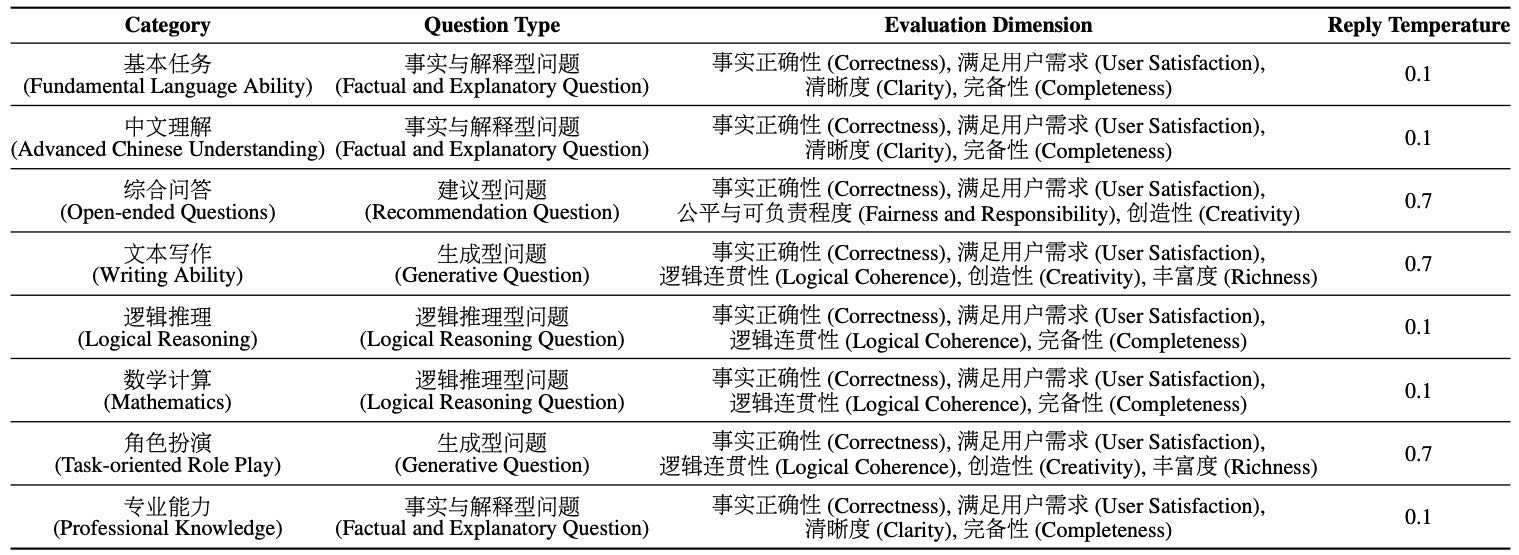 Category Question Type Evaluation Dimension Reply Temperature
基本任务 事实与解释型问题 事实正确性 (Correctness), 满足用户需求 (User Satisfaction),
(Fundamental Language Ability) (Factual and Explanatory Question) 清晰度 (Clarity), 完备性 (Completeness) 0.1
中文理解 事实与解释型问题 事实正确性 (Correctness), 满足用户需求 (User Satisfaction),
(Advanced Chinese Understanding) (Factual and Explanatory Question) 清晰度 (Clarity), 完备性 (Completeness) 0.1
综合问答 建议型问题 事实正确性 (Correctness), 满足用户需求 (User Satisfaction),
(Open-ended Questions) (Recommendation Question) 公平与可负责程度 (Fairness and Responsibility), 创造性 (Creativity) 0.7
文本写作 生成型问题 事实正确性 (Correctness), 满足用户需求 (User Satisfaction),
(Writing Ability) (Generative Question) 逻辑连贯性 (Logical Coherence), 创造性 (Creativity), 丰富度 (Richness) 0.7
逻辑推理 逻辑推理型问题 事实正确性 (Correctness), 满足用户需求 (User Satisfaction),
(Logical Reasoning) (Logical Reasoning Question) 逻辑连贯性 (Logical Coherence), 完备性 (Completeness) 0.1
数学计算 逻辑推理型问题 事实正确性 (Correctness), 满足用户需求 (User Satisfaction),
(Mathematics) (Logical Reasoning Question) 逻辑连贯性 (Logical Coherence), 完备性 (Completeness) 0.1
角色扮演 生成型问题 事实正确性 (Correctness), 满足用户需求 (User Satisfaction),
(Task-oriented Role Play) (Generative Question) 逻辑连贯性 (Logical Coherence), 创造性 (Creativity), 丰富度 (Richness) 0.7
专业能力 事实与解释型问题 事实正确性 (Correctness), 满足用户需求 (User Satisfaction),
(Professional Knowledge) (Factual and Explanatory Question) 清晰度 (Clarity), 完备性 (Completeness) 0.1